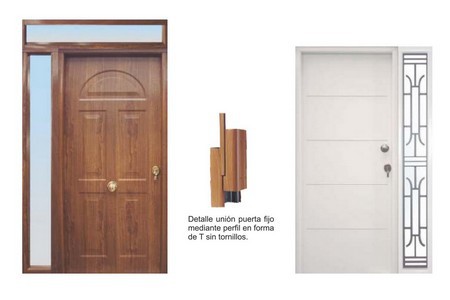 Detalle unión puerta fijo
mediante perfil en forma
de T sin tornillos.